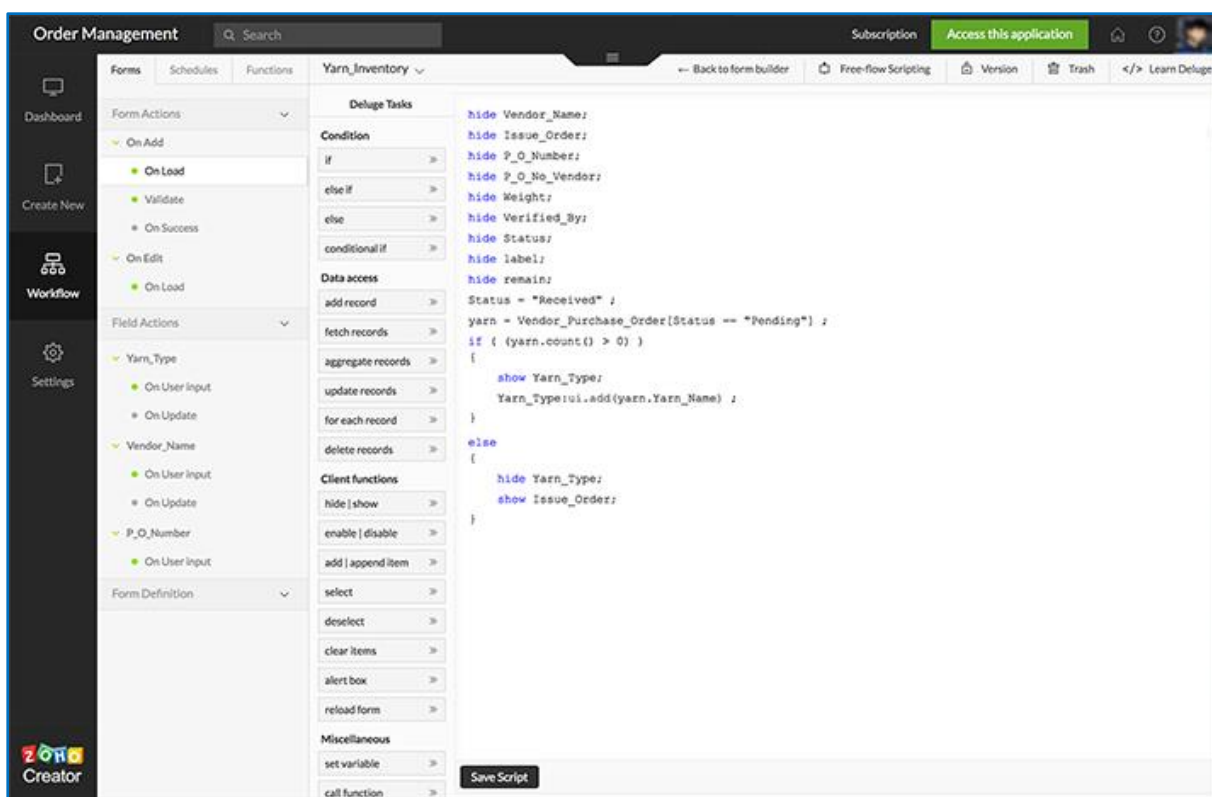 Order Management
Search
Subscription
Access this application
Dashboard
Create New
Workflow
Settings
ZOHO
Creator
Forms
Schedules
Functions
Form Actions
On Add
On Load
Validate
On Success
On Edit
On Load
Field Actions
Yarn_Type
On User input
On Update
Vendor_Name
On User input
On Update
P_O_Number
On User input
Form Definition
Yarn_Inventory
← Back to form builder
Free-flow Scripting
Version
Trash
</> Learn Deluge
Deluge Tasks
Condition
if
else if
else
conditional if
Data access
add record
fetch records
aggregate records
update records
for each record
delete records
Client functions
hide | show
enable | disable
add | append item
select
deselect
clear items
alert box
reload form
Miscellaneous
set variable
call function
hide Vendor_Name;
hide Issue_Order;
hide P_O_Number;
hide P_O_No_Vendor;
hide Weight;
hide Verified_By;
hide Status;
hide label;
hide remain;
Status = "Received" ;
yarn = Vendor_Purchase_Order[Status == "Pending"] ;
if ( (yarn.count() > 0) )
{
show Yarn_Type;
Yarn_Type:ui.add(yarn.Yarn_Name) ;
}
else
{
hide Yarn_Type;
show Issue_Order;
}
Save Script